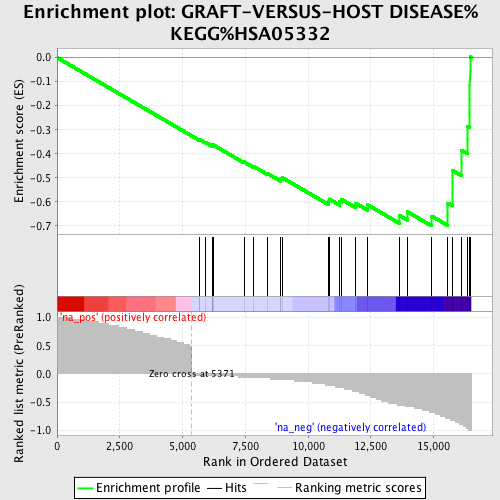 Enrichment plot: GRAFT-VERSUS-HOST DISEASE%
KEGG%HSA05332
Enrichment score (ES)
0.0
-0.1
-0.2
-0.3
-0.4
-0.5
-0.6
-0.7
Ranked list metric (PreRanked)
1.0
0.5
0.0
-0.5
-1.0
'na_pos' (positively correlated)
Zero cross at 5371
'na_neg' (negatively correlated)
0 2,500 5,000 7,500 10,000 12,500 15,000
Rank in Ordered Dataset
Enrichment profile Hits Ranking metric scores